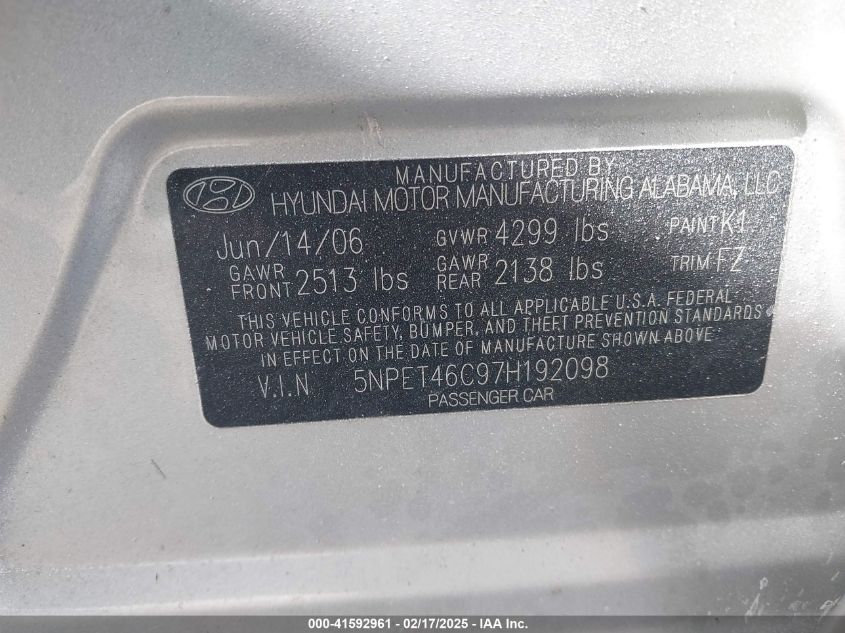 MANUFACTURED BY
HYUNDAI MOTOR MANUFACTURING ALABAMA, LLC
Jun/14/06 GVWR 4299 lbs PAINT K1
GAWR FRONT 2513 lbs GAWR REAR 2138 lbs TRIM FZ
THIS VEHICLE CONFORMS TO ALL APPLICABLE U.S.A. FEDERAL
MOTOR VEHICLE SAFETY, BUMPER, AND THEFT PREVENTION STANDARDS
IN EFFECT ON THE DATE OF MANUFACTURE SHOWN ABOVE
V.I.N 5NPET46C97H192098
PASSENGER CAR
000-41592961 - 02/17/2025 - IAA Inc.